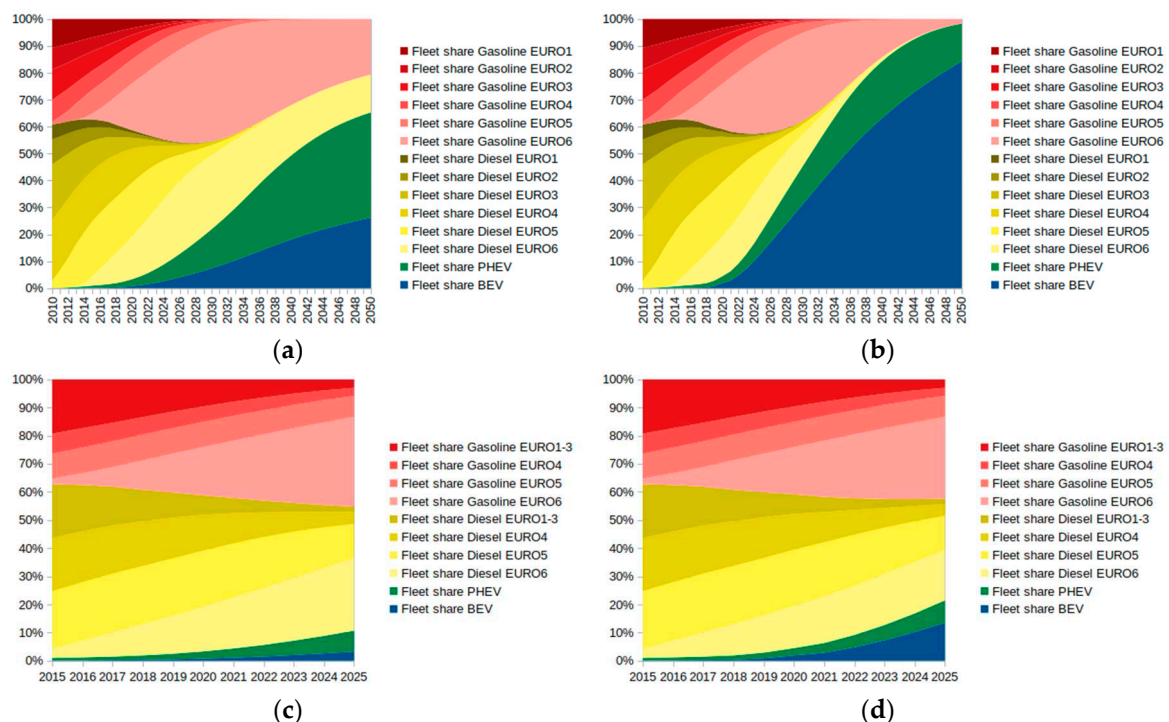 100%
90%
80%
70%
60%
50%
40%
30%
20%
10%
0%
2010
2012
2014
2016
2018
2020
2022
2024
2026
2028
2030
2032
2034
2036
2038
2040
2042
2044
2046
2048
2050
Fleet share Gasoline EURO1
Fleet share Gasoline EURO2
Fleet share Gasoline EURO3
Fleet share Gasoline EURO4
Fleet share Gasoline EURO5
Fleet share Gasoline EURO6
Fleet share Diesel EURO1
Fleet share Diesel EURO2
Fleet share Diesel EURO3
Fleet share Diesel EURO4
Fleet share Diesel EURO5
Fleet share Diesel EURO6
Fleet share PHEV
Fleet share BEV
(a)
100%
90%
80%
70%
60%
50%
40%
30%
20%
10%
0%
2010
2012
2014
2016
2018
2020
2022
2024
2026
2028
2030
2032
2034
2036
2038
2040
2042
2044
2046
2048
2050
Fleet share Gasoline EURO1
Fleet share Gasoline EURO2
Fleet share Gasoline EURO3
Fleet share Gasoline EURO4
Fleet share Gasoline EURO5
Fleet share Gasoline EURO6
Fleet share Diesel EURO1
Fleet share Diesel EURO2
Fleet share Diesel EURO3
Fleet share Diesel EURO4
Fleet share Diesel EURO5
Fleet share Diesel EURO6
Fleet share PHEV
Fleet share BEV
(b)
100%
90%
80%
70%
60%
50%
40%
30%
20%
10%
0%
2015 2016 2017 2018 2019 2020 2021 2022 2023 2024 2025
Fleet share Gasoline EURO1-3
Fleet share Gasoline EURO4
Fleet share Gasoline EURO5
Fleet share Gasoline EURO6
Fleet share Diesel EURO1-3
Fleet share Diesel EURO4
Fleet share Diesel EURO5
Fleet share Diesel EURO6
Fleet share PHEV
Fleet share BEV
(c)
100%
90%
80%
70%
60%
50%
40%
30%
20%
10%
0%
2015 2016 2017 2018 2019 2020 2021 2022 2023 2024 2025
Fleet share Gasoline EURO1-3
Fleet share Gasoline EURO4
Fleet share Gasoline EURO5
Fleet share Gasoline EURO6
Fleet share Diesel EURO1-3
Fleet share Diesel EURO4
Fleet share Diesel EURO5
Fleet share Diesel EURO6
Fleet share PHEV
Fleet share BEV
(d)